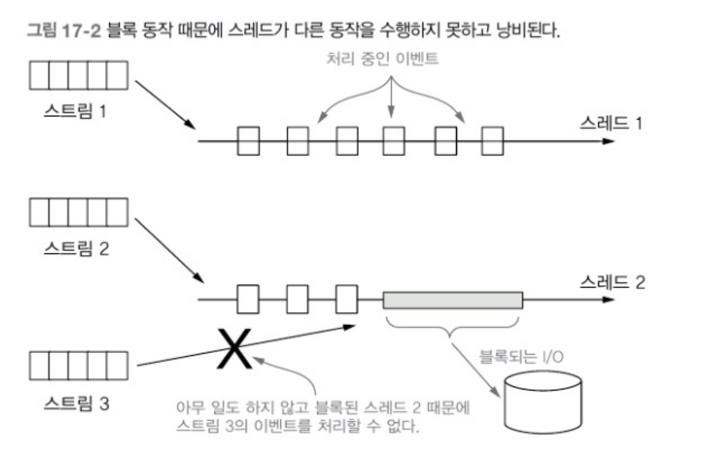 그림 17-2 블록 동작 때문에 스레드가 다른 동작을 수행하지 못하고 낭비된다.
처리 중인 이벤트
스트림 1
스레드 1
스트림 2
스레드 2
블록되는 I/O
스트림 3
아무 일도 하지 않고 블록된 스레드 2 때문에
스트림 3의 이벤트를 처리할 수 없다.